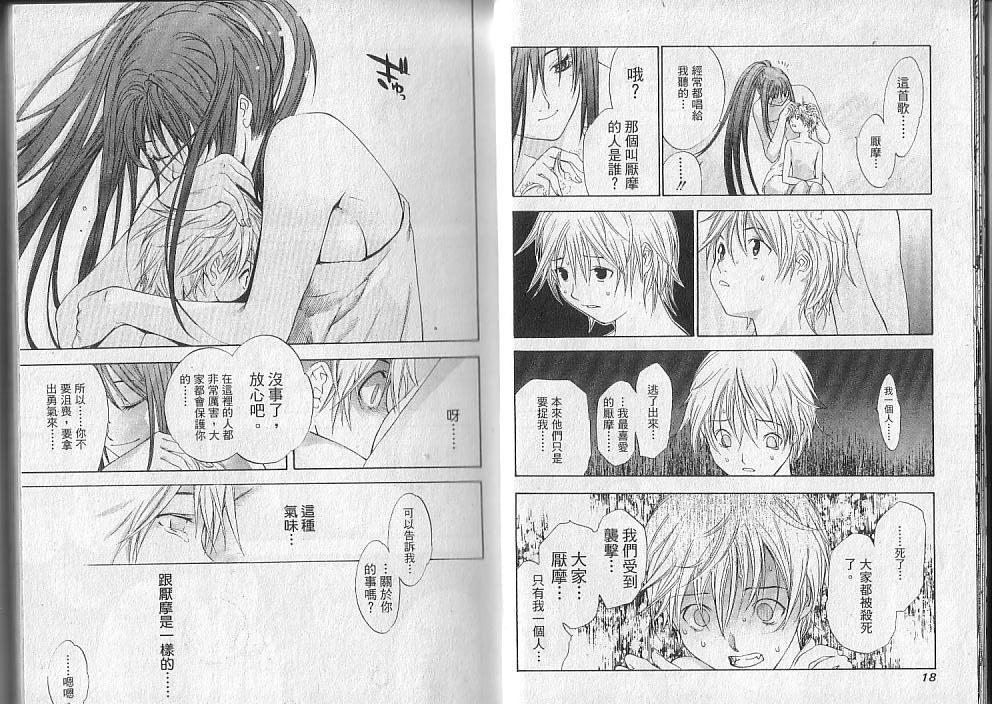 這首歌……
厭摩…
經常都唱給
我聽的…
……!!
哦？
那個叫厭摩
的人是誰？
我一個人…
逃了出來…
…我最喜愛
的厭摩…
本來他們只是
要捉我……
……死了…
大家都被殺死
了。
我們受到
襲擊…
大家…
厭摩…
只有我一個人…
18
ぎゅっ
呀
……
沒事了，
放心吧。
在這裡的人都
非常厲害，大
家都會保護你
的……
所以……你不
要沮喪，要拿
出勇氣來……
可以告訴我…
…關於你
的事嗎？
這種
氣味…
跟厭摩是一樣的……
……嗯嗯